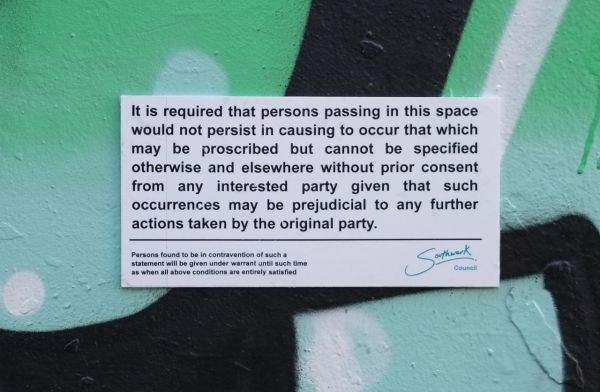 It is required that persons passing in this space
would not persist in causing to occur that which
may be proscribed but cannot be specified
otherwise and elsewhere without prior consent
from any interested party given that such
occurrences may be prejudicial to any further
actions taken by the original party.
Persons found to be in contravention of such a
statement will be given under warrant until such time
as when all above conditions are entirely satisfied
Southwark
Council